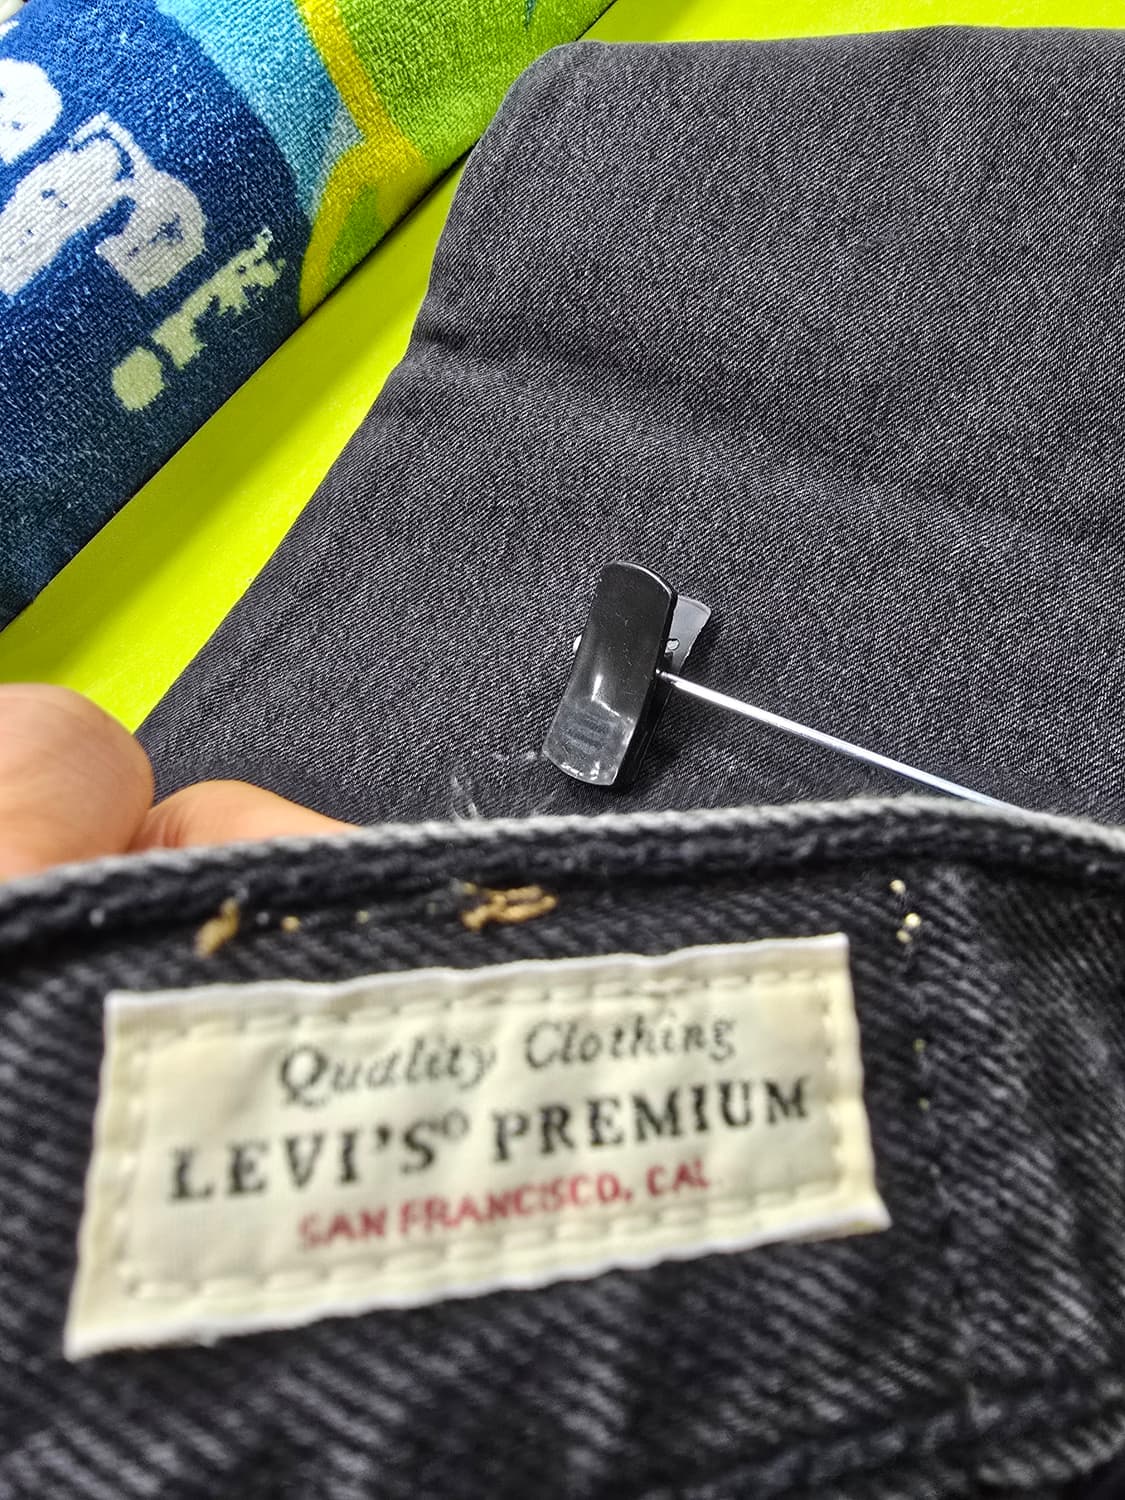 Quality Clothing
LEVI'S® PREMIUM
SAN FRANCISCO, CAL.